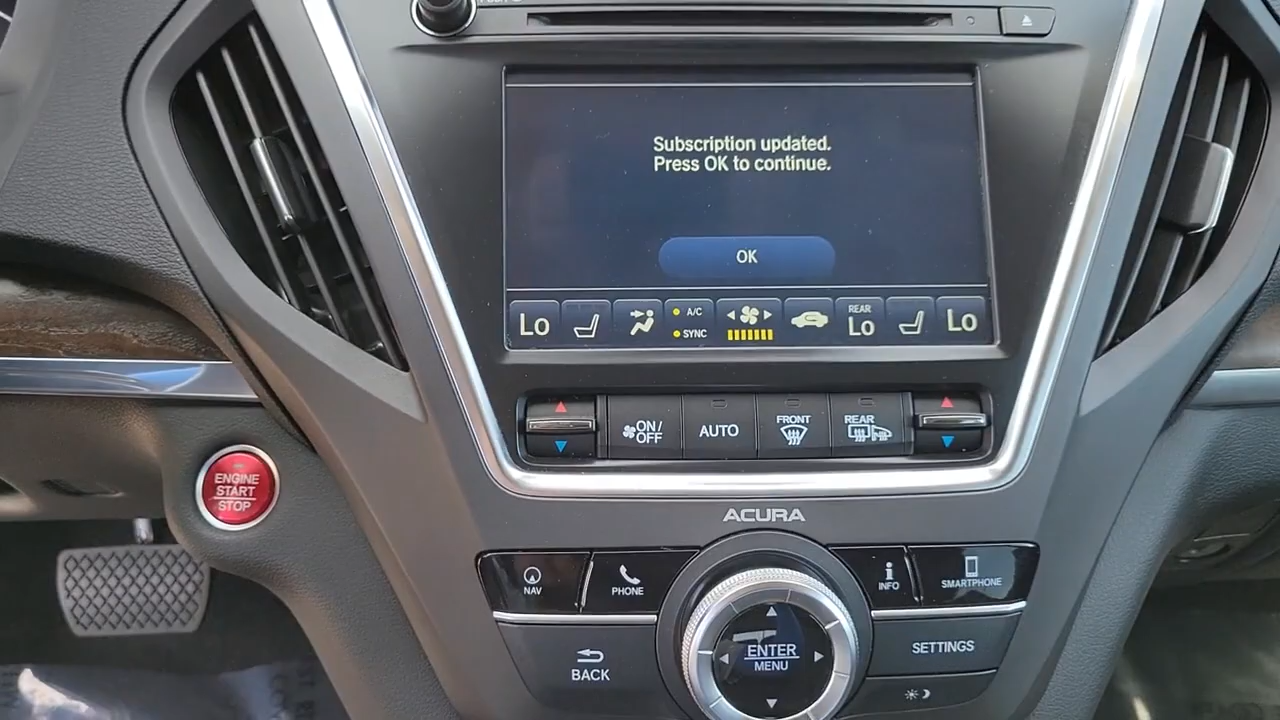 Subscription updated.
Press OK to continue.
OK
Lo
A/C
SYNC
REAR
Lo
Lo
ON/
OFF
AUTO
FRONT
REAR
ENGINE
START
STOP
ACURA
NAV
PHONE
INFO
SMARTPHONE
BACK
ENTER
MENU
SETTINGS